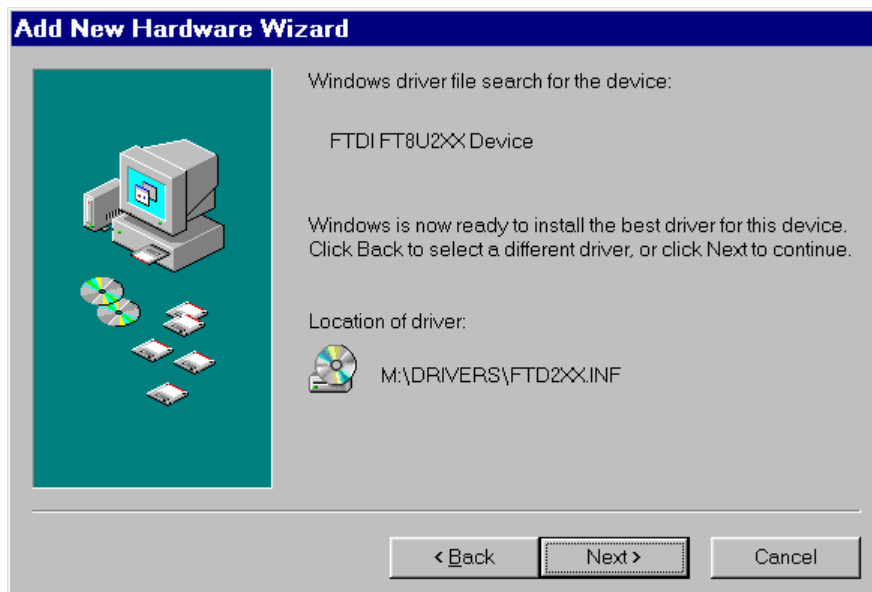 Add New Hardware Wizard
Windows driver file search for the device:
FTDI FT8U2XX Device
Windows is now ready to install the best driver for this device.
Click Back to select a different driver, or click Next to continue.
Location of driver:
M:\DRIVERS\FTD2XX.INF
< Back
Next >
Cancel